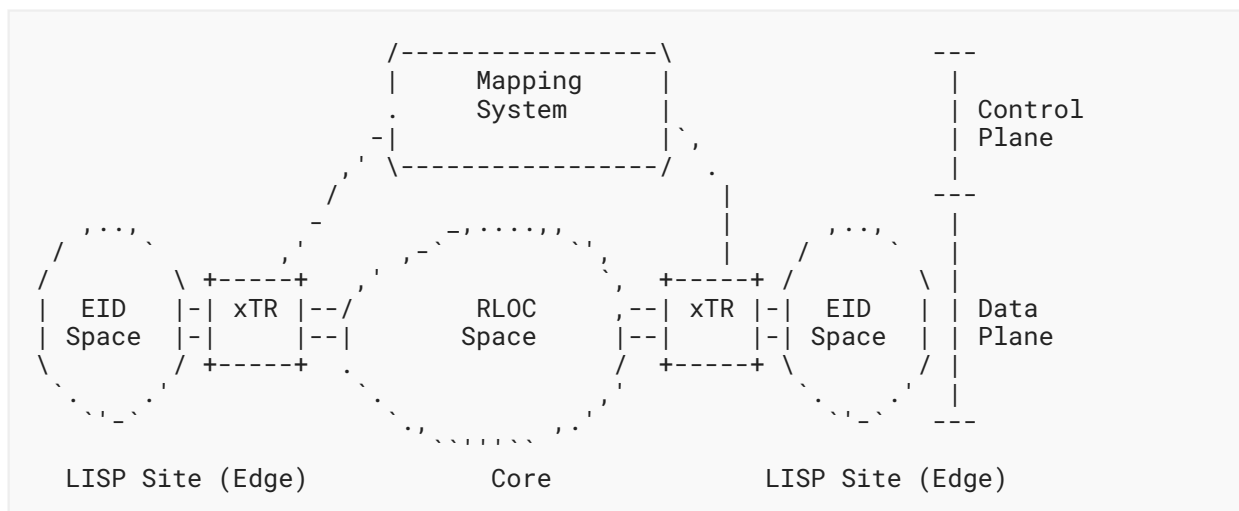 Mapping
System
Control
Plane
EID xTR RLOC xTR EID Data
Space Space Space Plane
LISP Site (Edge) Core LISP Site (Edge)